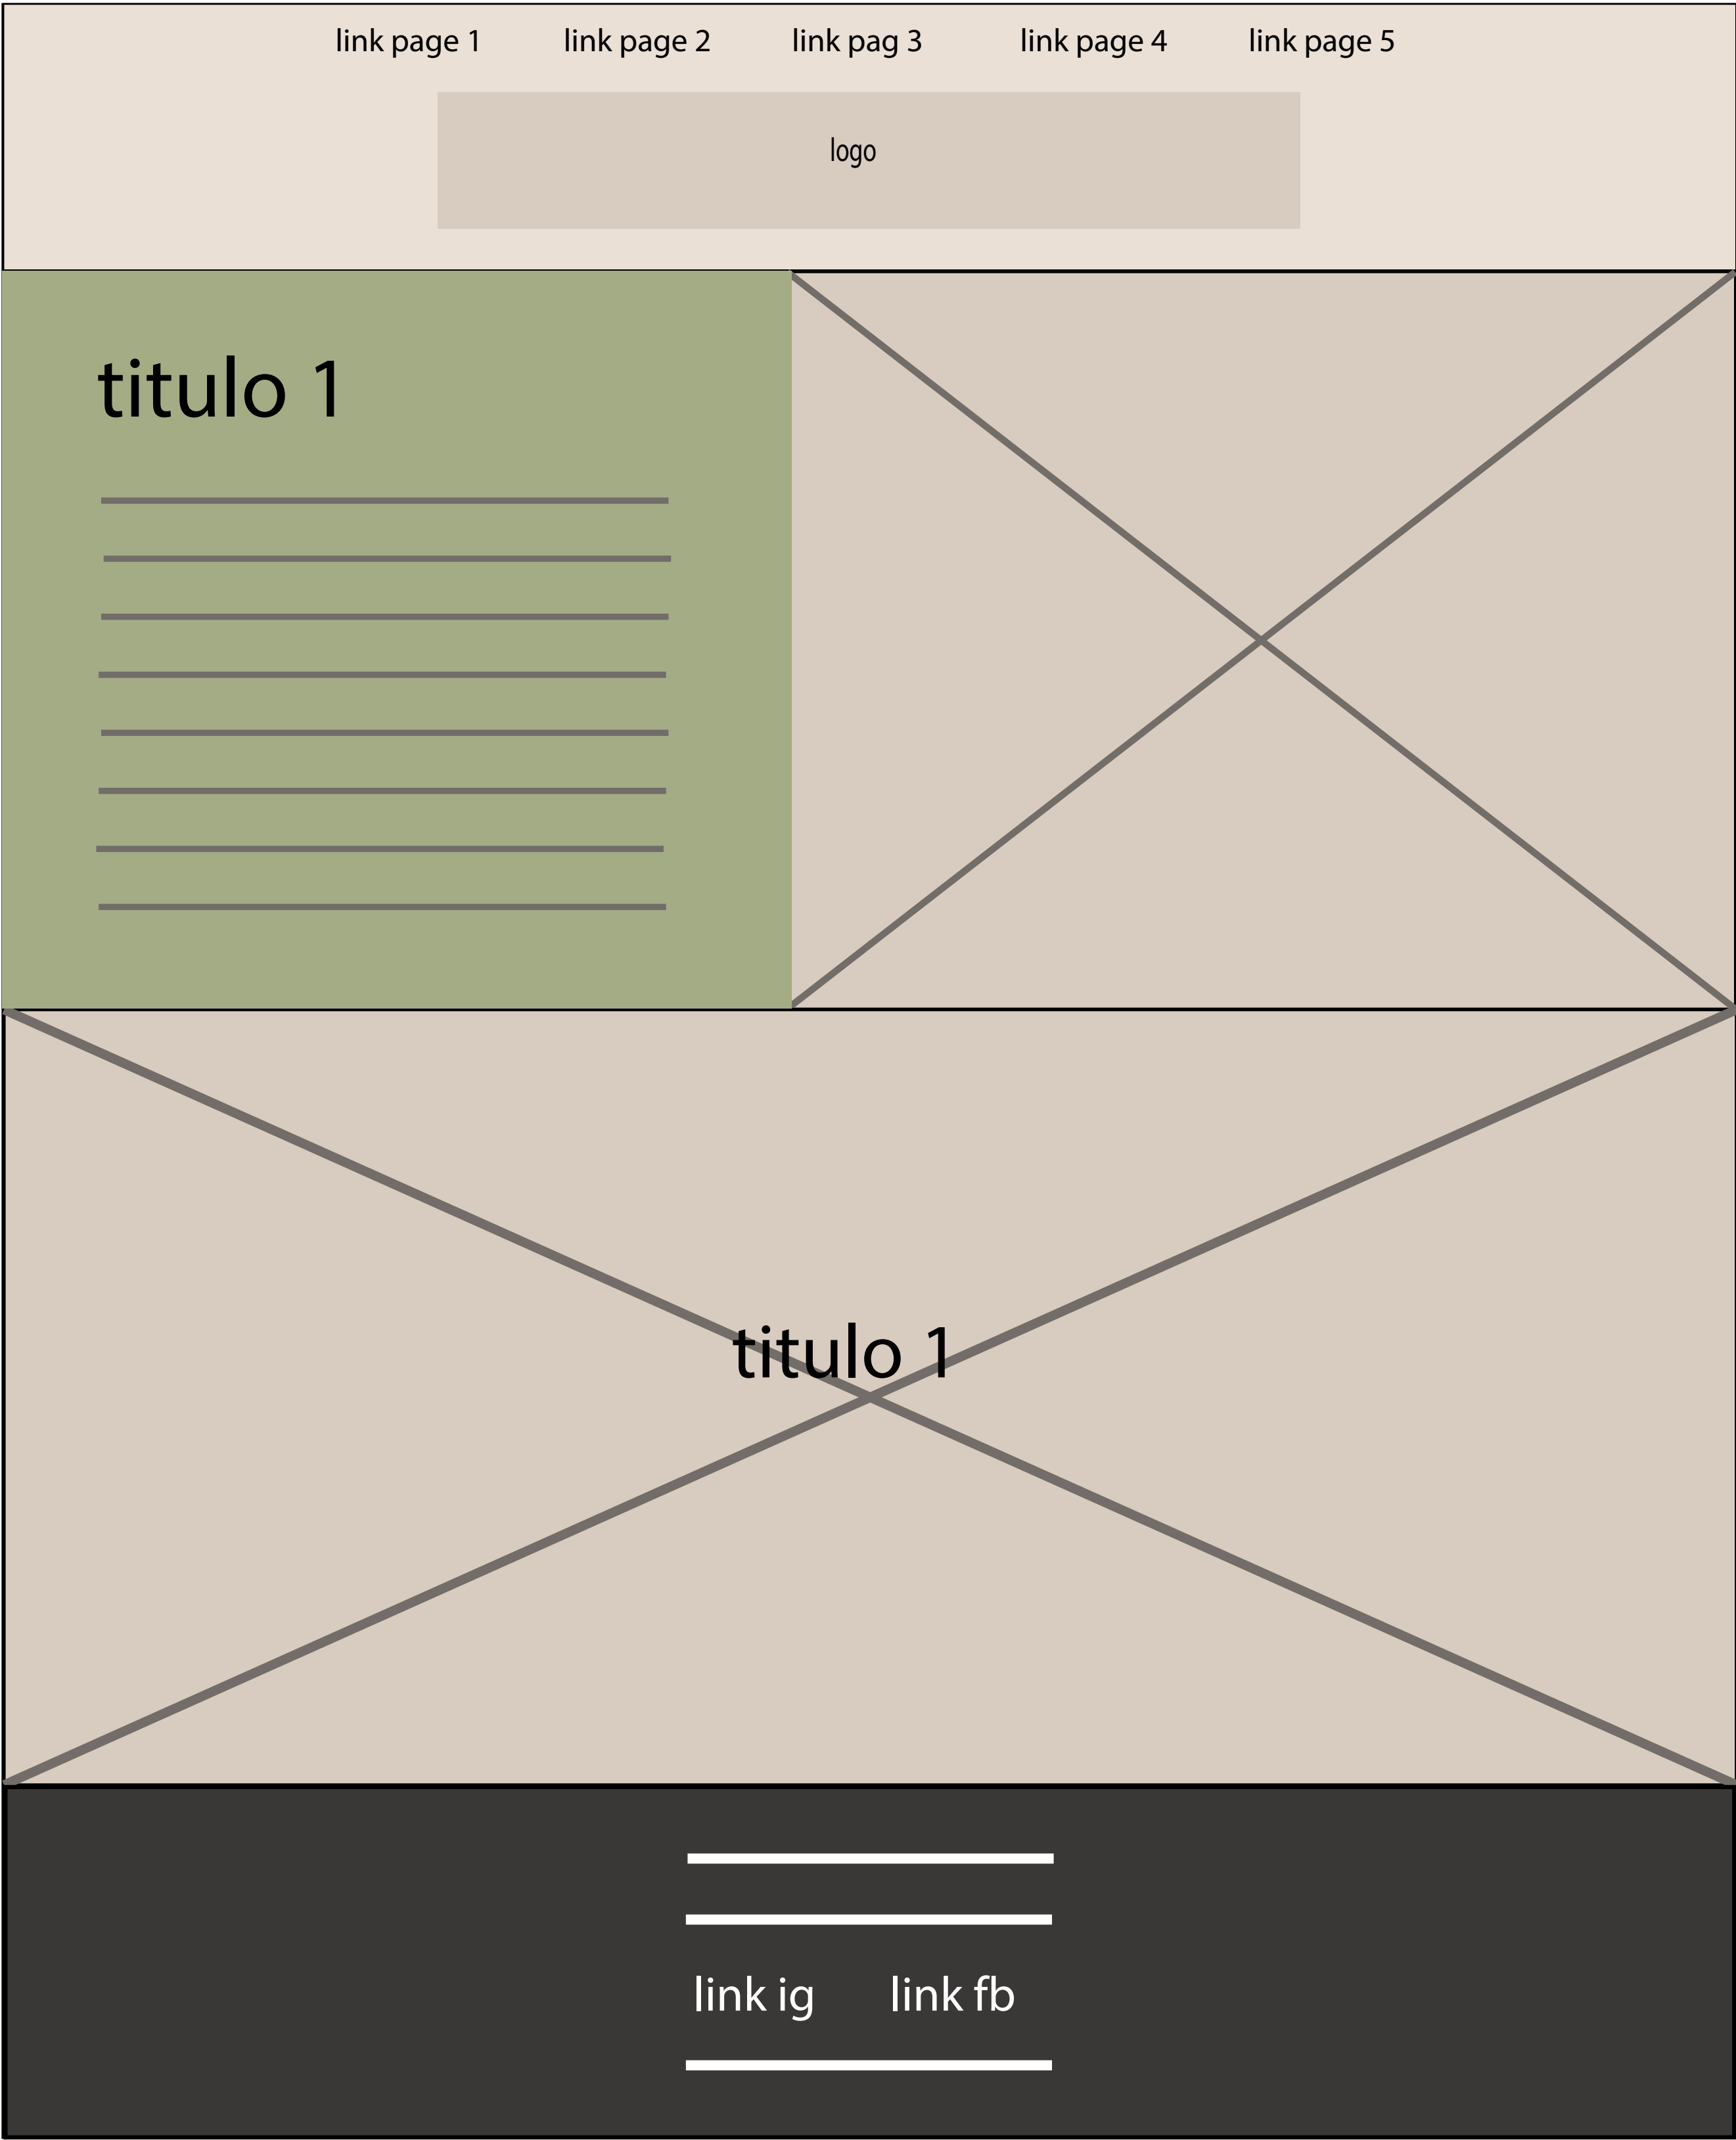 link page 1 link page 2 link pag 3 link page 4 link page 5
logo
titulo 1
titulo 1
link ig link fb